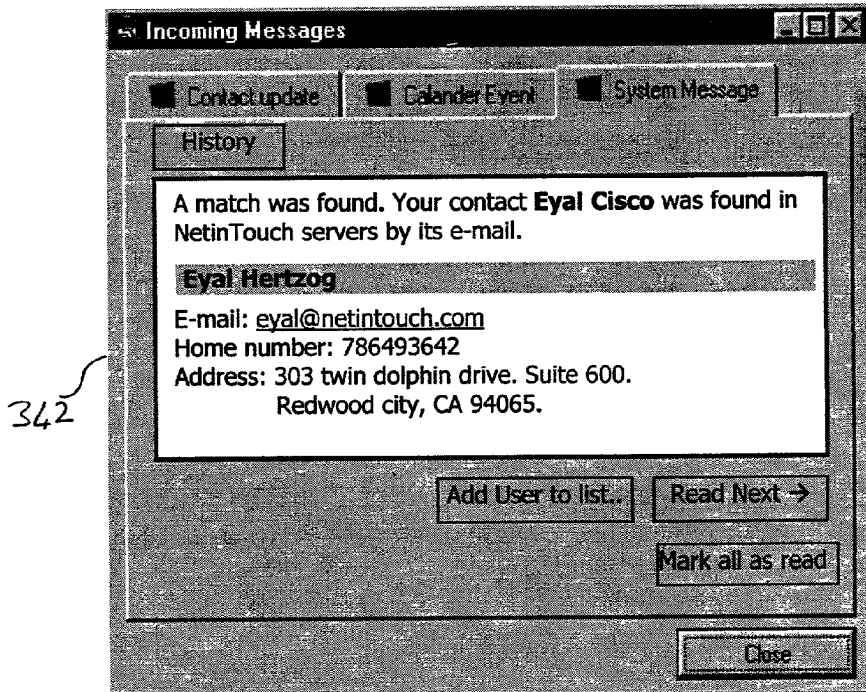 Incoming Messages
Contact update
Calander Event
System Message
History
A match was found. Your contact Eyal Cisco was found in
NetinTouch servers by its e-mail.
Eyal Hertzog
E-mail: eyal@netintouch.com
Home number: 786493642
Address: 303 twin dolphin drive. Suite 600.
Redwood city, CA 94065.
342
Add User to list..
Read Next →
Mark all as read
Close